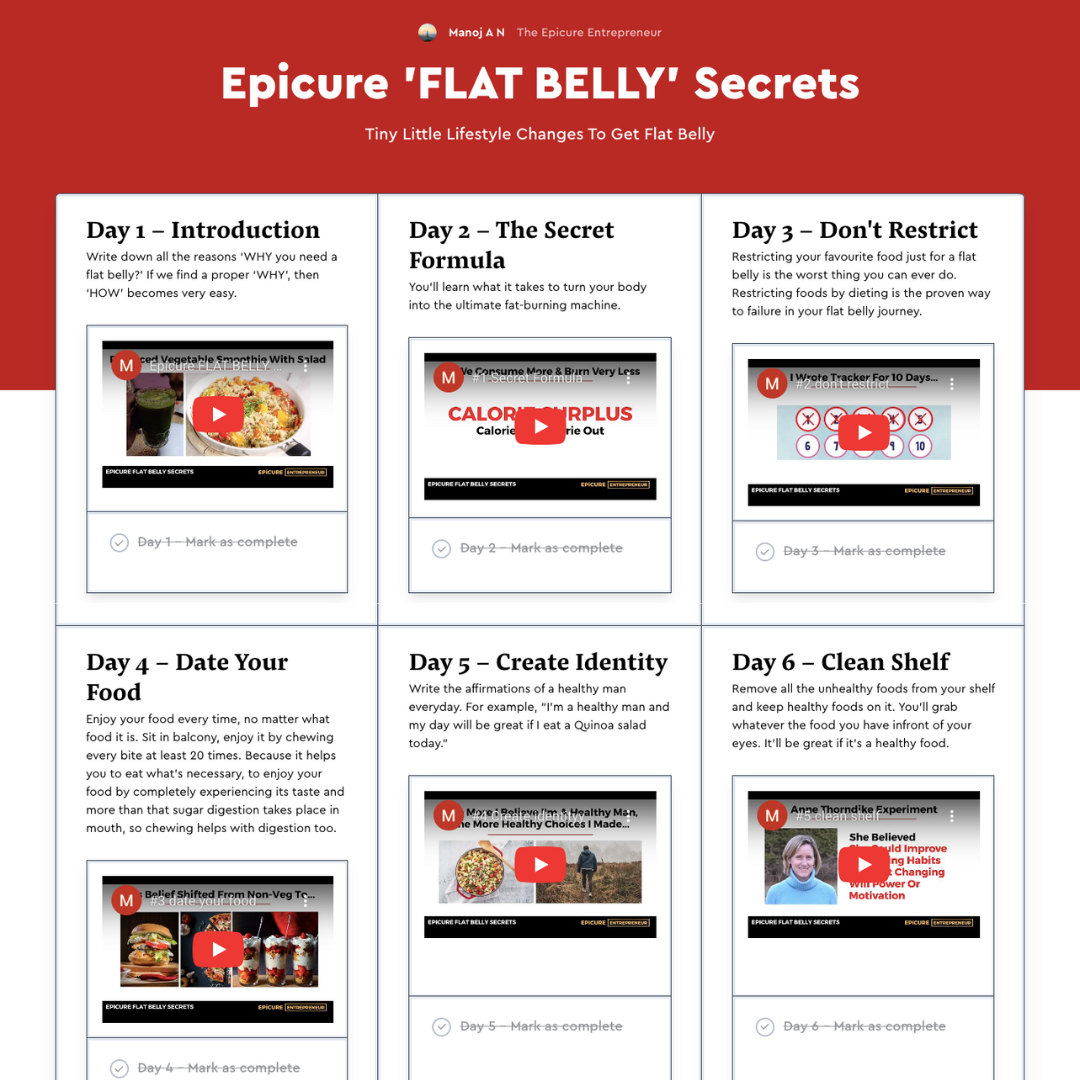 Manoj A N The Epicure Entrepreneur
Epicure 'FLAT BELLY' Secrets
Tiny Little Lifestyle Changes To Get Flat Belly
Day 1 – Introduction
Write down all the reasons ‘WHY you need a
flat belly?’ If we find a proper ‘WHY’, then
‘HOW’ becomes very easy.
Vegetable Smoothie With Salad
M Epicure FLAT BELLY ...
EPICURE FLAT BELLY SECRETS EPICURE ENTREPRENEUR
Day 1 – Mark as complete
Day 2 – The Secret
Formula
You'll learn what it takes to turn your body
into the ultimate fat-burning machine.
We Consume More & Burn Very Less
M #1 Secret Formula
CALORIE SURPLUS
EPICURE FLAT BELLY SECRETS EPICURE ENTREPRENEUR
Day 2 – Mark as complete
Day 3 – Don't Restrict
Restricting your favourite food just for a flat
belly is the worst thing you can ever do.
Restricting foods by dieting is the proven way
to failure in your flat belly journey.
I Wrote Tracker For 10 Days...
M #2 don't restrict
6 7 9 10
EPICURE FLAT BELLY SECRETS EPICURE ENTREPRENEUR
Day 3 – Mark as complete
Day 4 – Date Your
Food
Enjoy your food every time, no matter what
food it is. Sit in balcony, enjoy it by chewing
every bite at least 20 times. Because it helps
you to eat what's necessary, to enjoy your
food by completely experiencing its taste and
more than that sugar digestion takes place in
mouth, so chewing helps with digestion too.
Belief Shifted From Non-Veg To...
M #3 date your food
EPICURE FLAT BELLY SECRETS EPICURE ENTREPRENEUR
Day 4 – Mark as complete
Day 5 – Create Identity
Write the affirmations of a healthy man
everyday. For example, “I'm a healthy man and
my day will be great if I eat a Quinoa salad
today.”
More I Believe I'm A Healthy Man,
M #4 Create identity
More Healthy Choices I Made...
EPICURE FLAT BELLY SECRETS EPICURE ENTREPRENEUR
Day 5 – Mark as complete
Day 6 – Clean Shelf
Remove all the unhealthy foods from your shelf
and keep healthy foods on it. You'll grab
whatever the food you have infront of your
eyes. It'll be great if it's a healthy food.
Anne Thorndike Experiment
M #5 clean shelf
She Believed
She Could Improve
Habits
Changing
Will Power Or
Motivation
EPICURE FLAT BELLY SECRETS EPICURE ENTREPRENEUR
Day 6 – Mark as complete